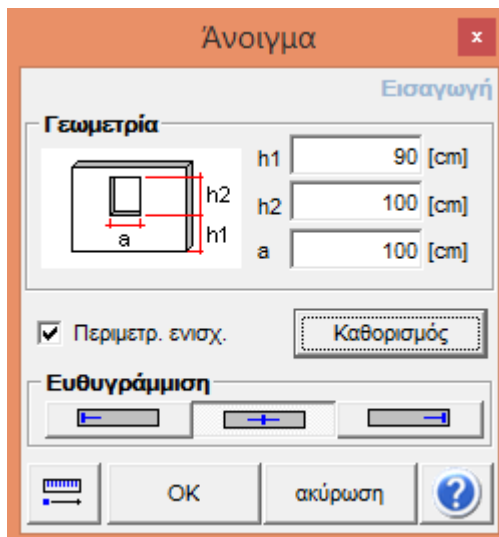 Άνοιγμα
x
Εισαγωγή
Γεωμετρία
h1 90 [cm]
h2
h2 100 [cm]
h1
a
a 100 [cm]
Περιμετρ. ενισχ.
Καθορισμός
Ευθυγράμμιση
OK
ακύρωση
?